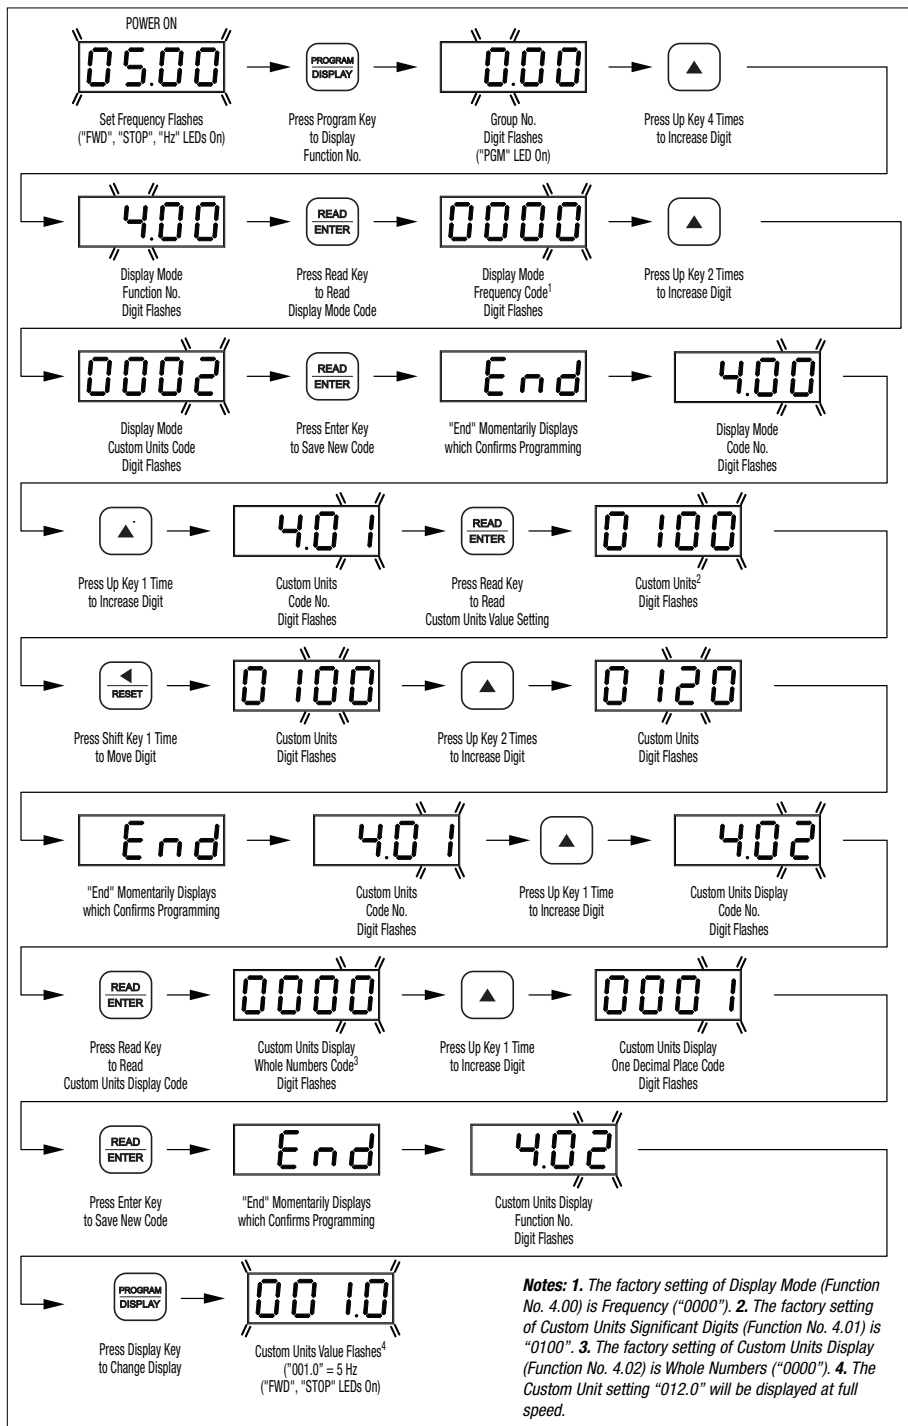 POWER ON
05.00
Set Frequency Flashes
("FWD", "STOP", "Hz" LEDs On)
PROGRAM
DISPLAY
Press Program Key
to Display
Function No.
0.00
Group No.
Digit Flashes
("PGM" LED On)
Press Up Key 4 Times
to Increase Digit
4.00
Display Mode
Function No.
Digit Flashes
READ
ENTER
Press Read Key
to Read
Display Mode Code
0000
Display Mode
Frequency Code1
Digit Flashes
Press Up Key 2 Times
to Increase Digit
0002
Display Mode
Custom Units Code
Digit Flashes
READ
ENTER
Press Enter Key
to Save New Code
End
"End" Momentarily Displays
which Confirms Programming
4.00
Display Mode
Code No.
Digit Flashes
Press Up Key 1 Time
to Increase Digit
4.01
Custom Units
Code No.
Digit Flashes
READ
ENTER
Press Read Key
to Read
Custom Units Value Setting
0100
Custom Units2
Digit Flashes
RESET
Press Shift Key 1 Time
to Move Digit
0100
Custom Units
Digit Flashes
Press Up Key 2 Times
to Increase Digit
0120
Custom Units
Digit Flashes
End
"End" Momentarily Displays
which Confirms Programming
4.01
Custom Units
Code No.
Digit Flashes
Press Up Key 1 Time
to Increase Digit
4.02
Custom Units Display
Code No.
Digit Flashes
READ
ENTER
Press Read Key
to Read
Custom Units Display Code
0000
Custom Units Display
Whole Numbers Code3
Digit Flashes
Press Up Key 1 Time
to Increase Digit
0001
Custom Units Display
One Decimal Place Code
Digit Flashes
READ
ENTER
Press Enter Key
to Save New Code
End
"End" Momentarily Displays
which Confirms Programming
4.02
Custom Units Display
Function No.
Digit Flashes
PROGRAM
DISPLAY
Press Display Key
to Change Display
001.0
Custom Units Value Flashes4
("001.0" = 5 Hz
("FWD", "STOP" LEDs On)
Notes: 1. The factory setting of Display Mode (Function
No. 4.00) is Frequency (“0000”). 2. The factory setting
of Custom Units Significant Digits (Function No. 4.01) is
“0100”. 3. The factory setting of Custom Units Display
(Function No. 4.02) is Whole Numbers (“0000”). 4. The
Custom Unit setting “012.0” will be displayed at full
speed.